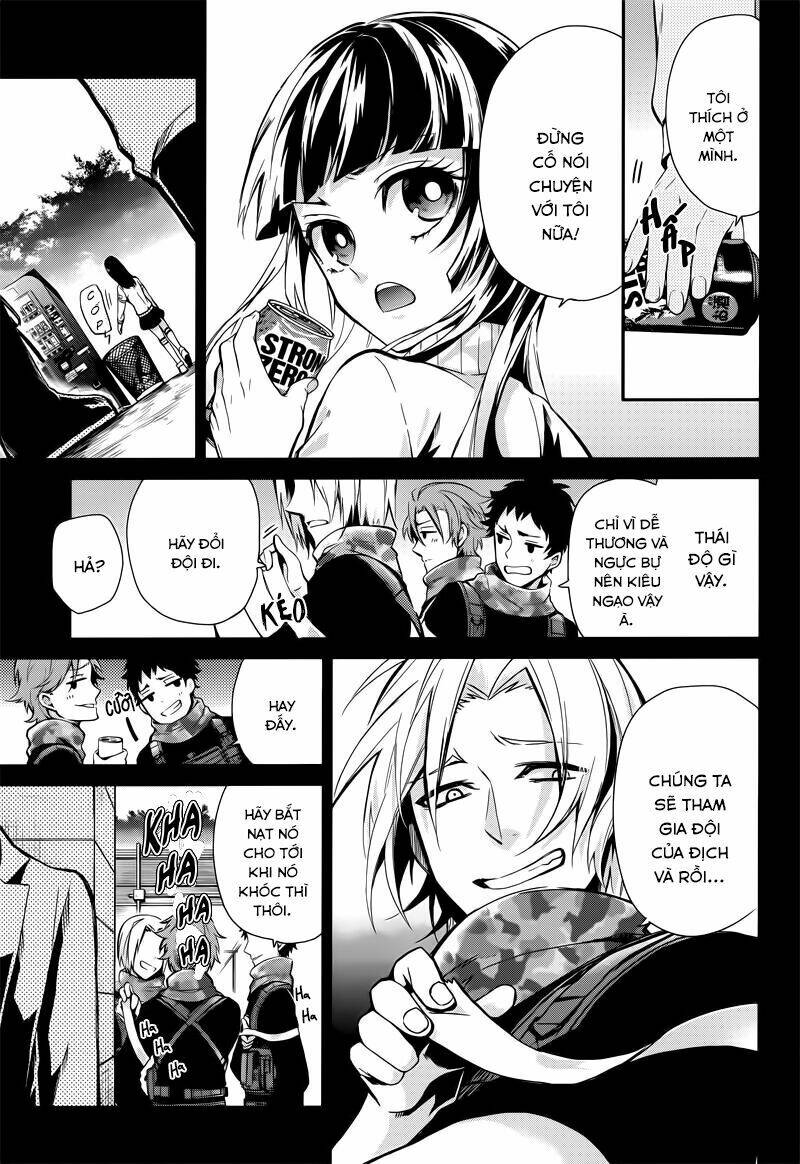 TÔI
THÍCH Ở
MỘT
MÌNH.
HẤP
ĐỪNG
CỐ NÓI
CHUYỆN
VỚI TÔI
NỮA!
STRON
ZERO
CỘP
THÁI
ĐỘ GÌ
VẬY.
CHỈ VÌ DỄ
THƯƠNG VÀ
NGỰC BỰ
NÊN KIÊU
NGẠO VẬY
À.
KÉO
HÃY ĐỔI
ĐỘI ĐI.
HẢ?
CHÚNG TA
SẼ THAM
GIA ĐỘI
CỦA ĐỊCH
VÀ RỒI...
HAY
ĐẤY.
CƯỜI
HÃY BẮT
NẠT NÓ
CHO TỚI
KHI NÓ
KHÓC THÌ
THÔI.
KHA
HA
HA
HA
Ha
Ha
Ha
Ha
Ha